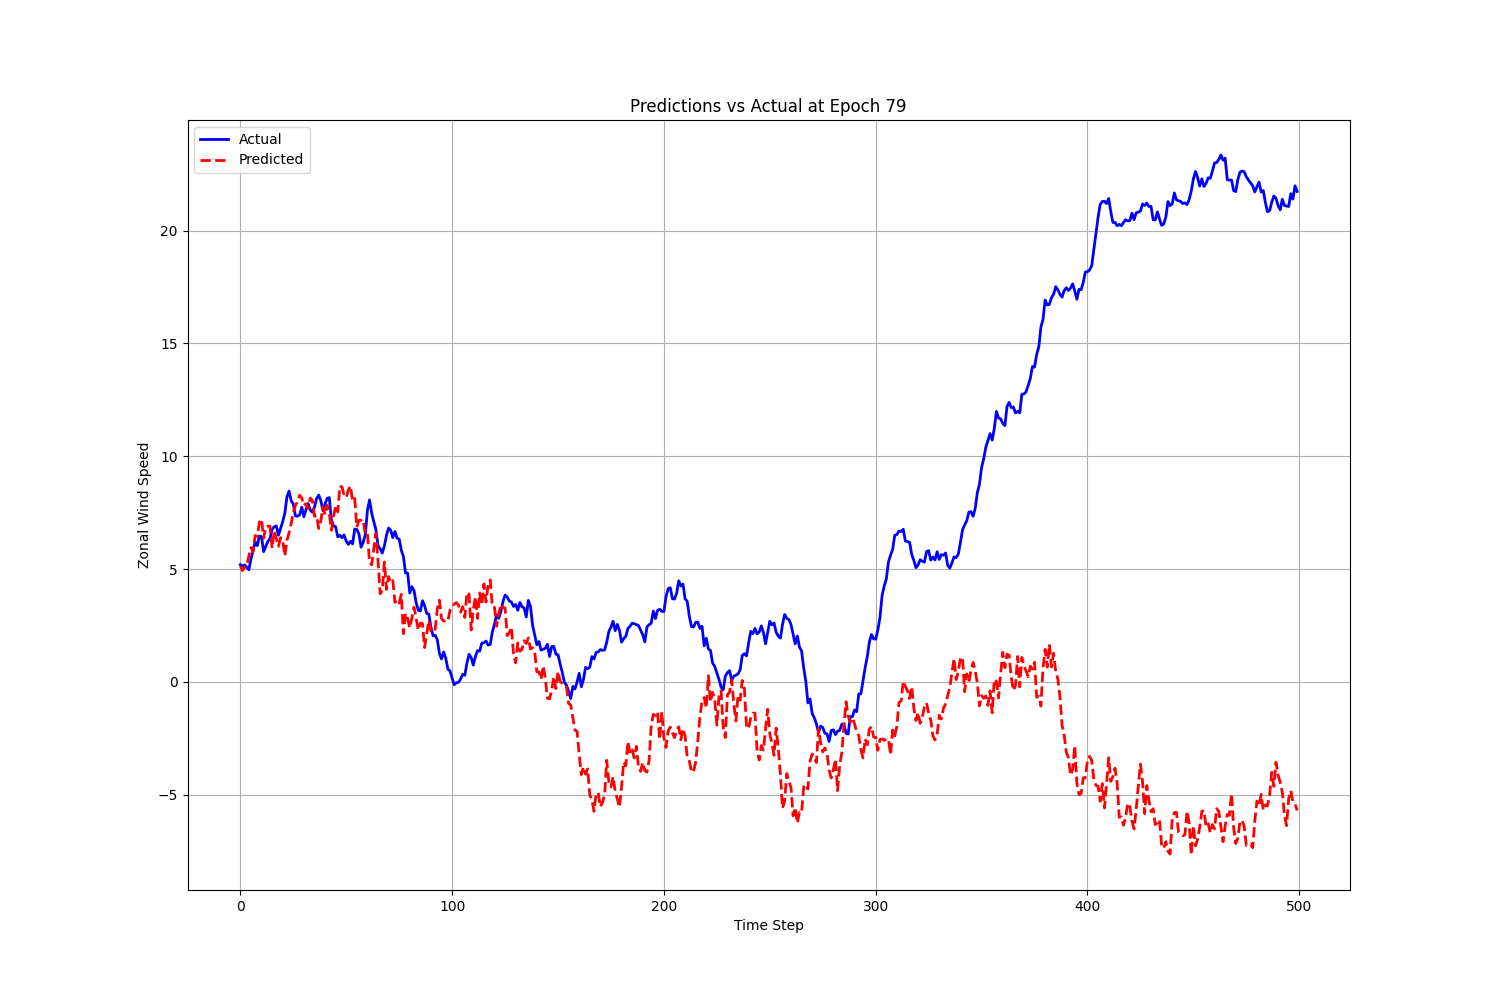 Predictions vs Actual at Epoch 79
Actual
Predicted
Zonal Wind Speed
20
15
10
5
0
−5
0 100 200 300 400 500
Time Step